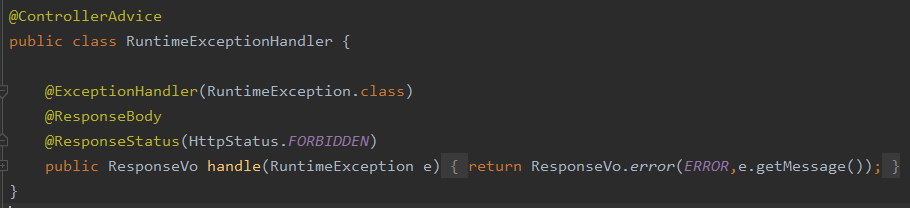 @ControllerAdvice
public class RuntimeExceptionHandler {
@ExceptionHandler(RuntimeException.class)
@ResponseBody
@ResponseStatus(HttpStatus.FORBIDDEN)
public ResponseVo handle(RuntimeException e) { return ResponseVo.error(ERROR,e.getMessage()); }
}